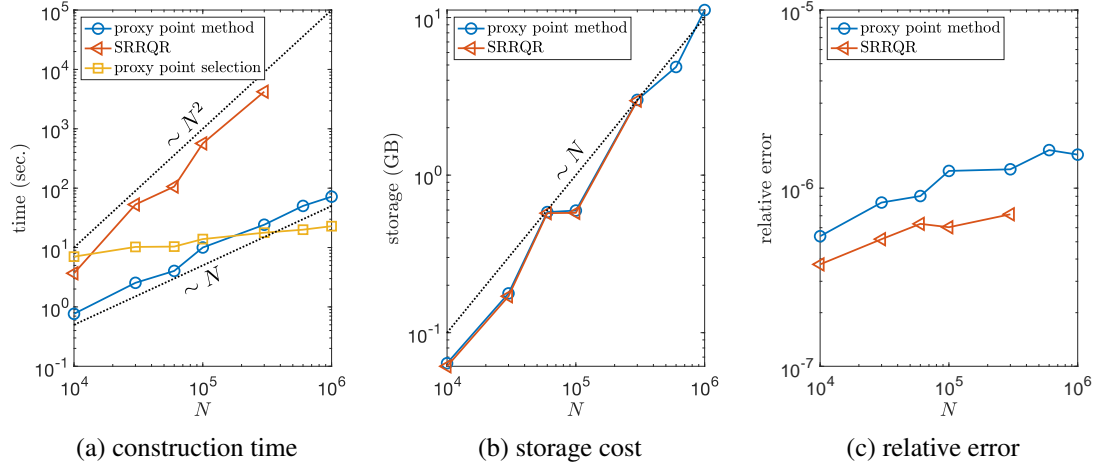 10^5
10^4
10^3
10^2
10^1
10^0
10^-1
time (sec.)
proxy point method
SRRQR
proxy point selection
∼ N^2
∼ N
10^4
10^5
10^6
N
(a) construction time
10^1
10^0
10^-1
storage (GB)
proxy point method
SRRQR
∼ N
10^4
10^5
10^6
N
(b) storage cost
10^-5
10^-6
10^-7
relative error
proxy point method
SRRQR
10^4
10^5
10^6
N
(c) relative error